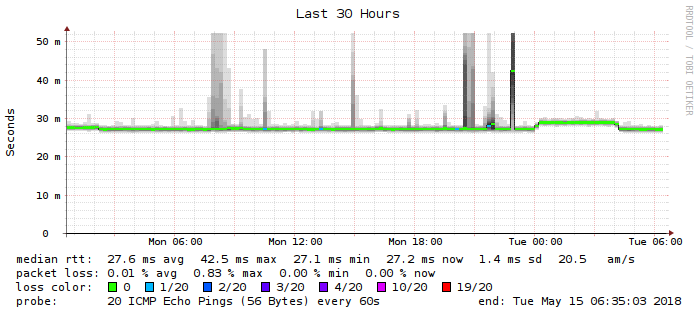 Last 30 Hours
RRDTOOL / TOBI OETIKER
Seconds
50 m
40 m
30 m
20 m
10 m
0
Mon 06:00 Mon 12:00 Mon 18:00 Tue 00:00 Tue 06:00
median rtt: 27.6 ms avg 42.5 ms max 27.1 ms min 27.2 ms now 1.4 ms sd 20.5 am/s
packet loss: 0.01 % avg 0.83 % max 0.00 % min 0.00 % now
loss color: 0 1/20 2/20 3/20 4/20 10/20 19/20
probe: 20 ICMP Echo Pings (56 Bytes) every 60s end: Tue May 15 06:35:03 2018